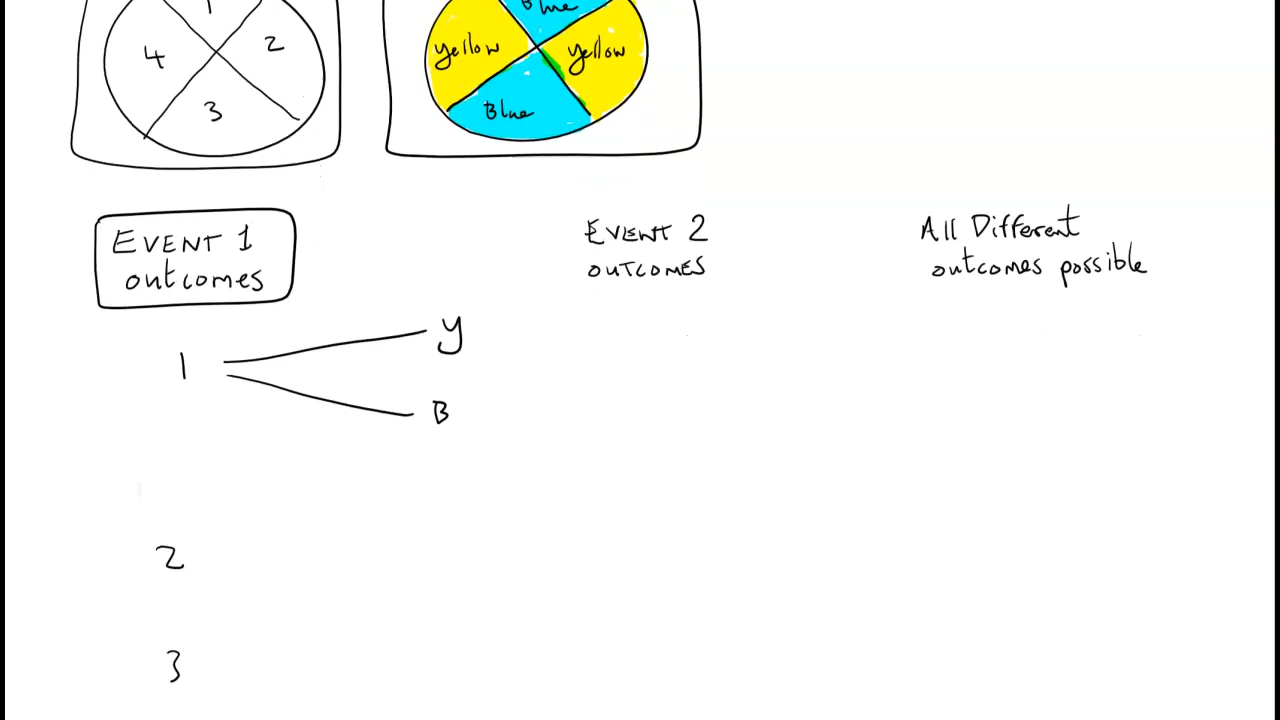 1
4
2
3
Blue
yellow
yellow
Blue
EVENT 1
outcomes
EVENT 2
OUTCOMES
All Different
outcomes possible
1
y
B
2
3